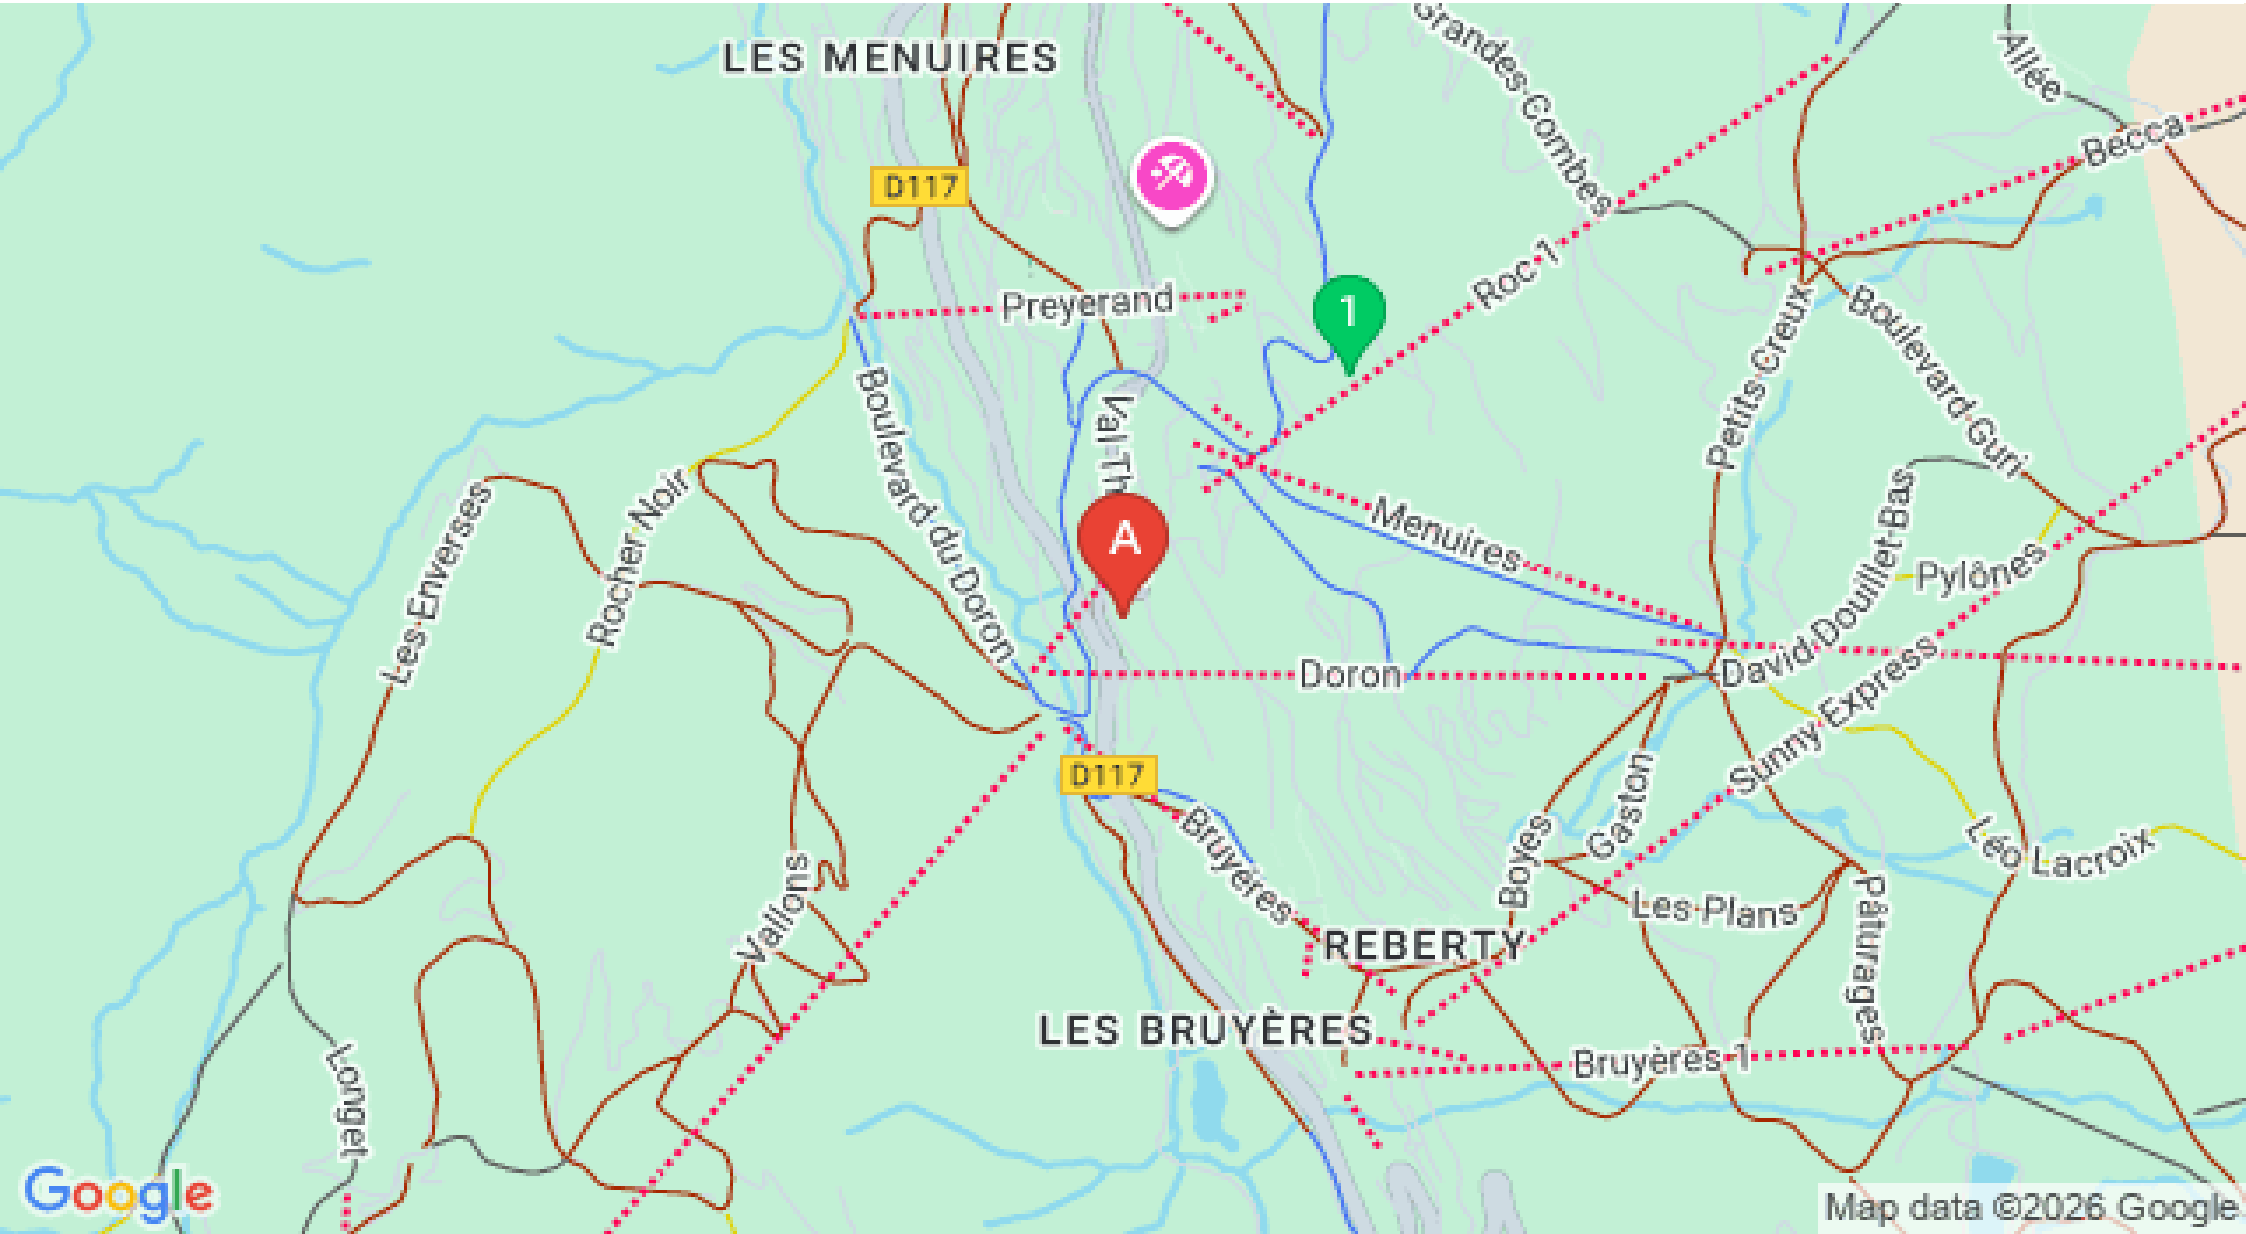 LES MENUIRES
Grandes Combes
Allée
Becca
D117
Roc 1
Preyerand
Petits Creux
Boulevard Guri
Boulevard du Doron
Val Th
Les Enverses
Rocher Noir
A
1
Menuires
David Douillet Bas
Pylônes
Doron
Sunny Express
D117
Bruyères
Boyes
Gaston
Léo Lacroix
Les Plans
Pâturages
Vallons
REBERTY
LES BRUYÈRES
Bruyères 1
Longet
Google
Map data ©2026 Google